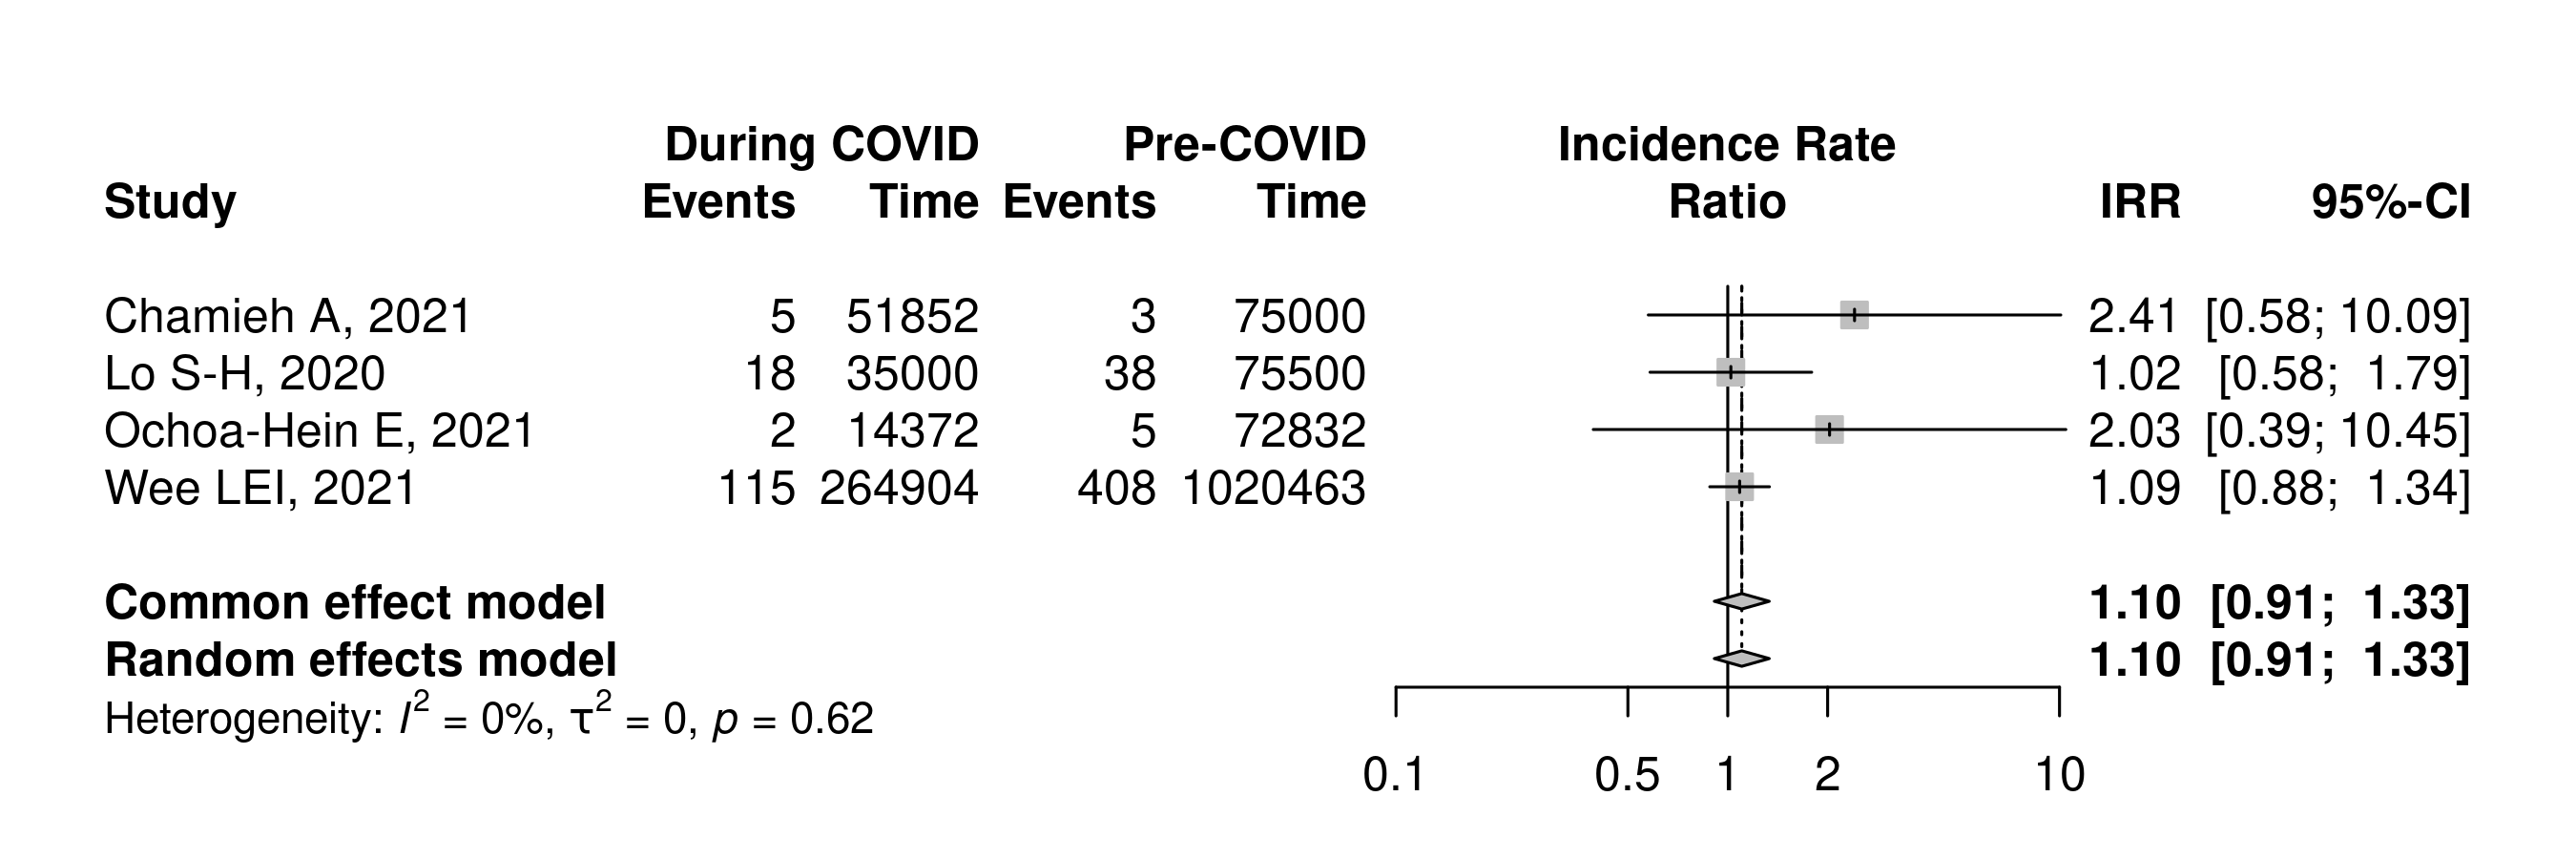 During COVID Pre-COVID Incidence Rate
Study Events Time Events Time Ratio IRR 95%-CI
Chamieh A, 2021 5 51852 3 75000 2.41 [0.58; 10.09]
Lo S-H, 2020 18 35000 38 75500 1.02 [0.58; 1.79]
Ochoa-Hein E, 2021 2 14372 5 72832 2.03 [0.39; 10.45]
Wee LEI, 2021 115 264904 408 1020463 1.09 [0.88; 1.34]
Common effect model 1.10 [0.91; 1.33]
Random effects model 1.10 [0.91; 1.33]
Heterogeneity: I² = 0%, τ² = 0, p = 0.62
0.1 0.5 1 2 10